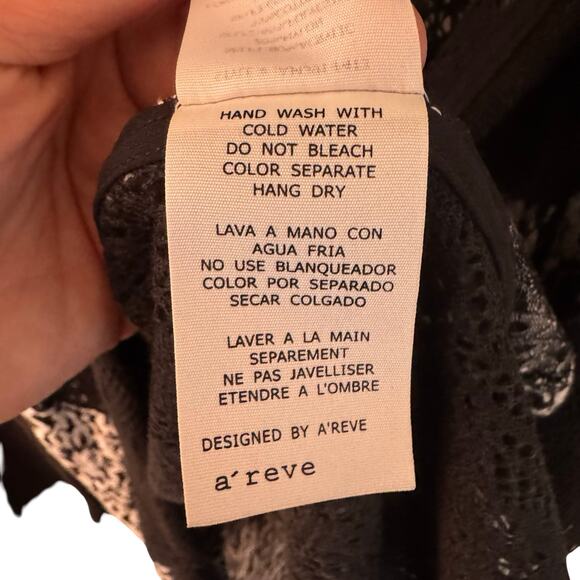 HAND WASH WITH
COLD WATER
DO NOT BLEACH
COLOR SEPARATE
HANG DRY
LAVA A MANO CON
AGUA FRIA
NO USE BLANQUEADOR
COLOR POR SEPARADO
SECAR COLGADO
LAVER A LA MAIN
SEPAREMENT
NE PAS JAVELLISER
ETENDRE A L'OMBRE
DESIGNED BY A'REVE
a´reve